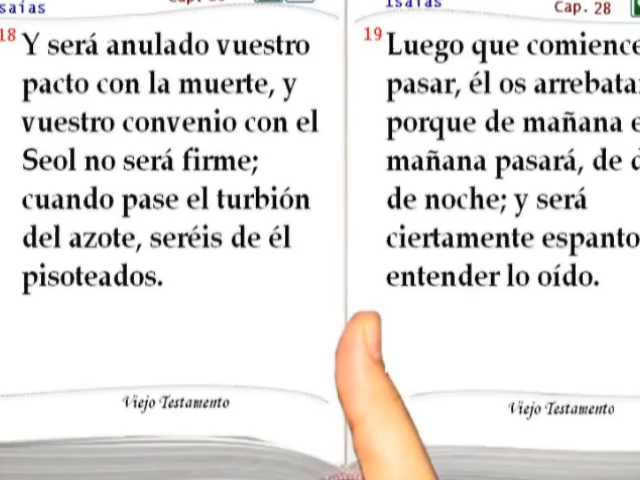 Isaías
18 Y será anulado vuestro
pacto con la muerte, y
vuestro convenio con el
Seol no será firme;
cuando pase el turbión
del azote, seréis de él
pisoteados.
Viejo Testamento
Isaías Cap. 28
19 Luego que comience
pasar, él os
porque de mañana
mañana pasará, de
de noche; y será
ciertamente
entender lo oído.
Viejo Testamento